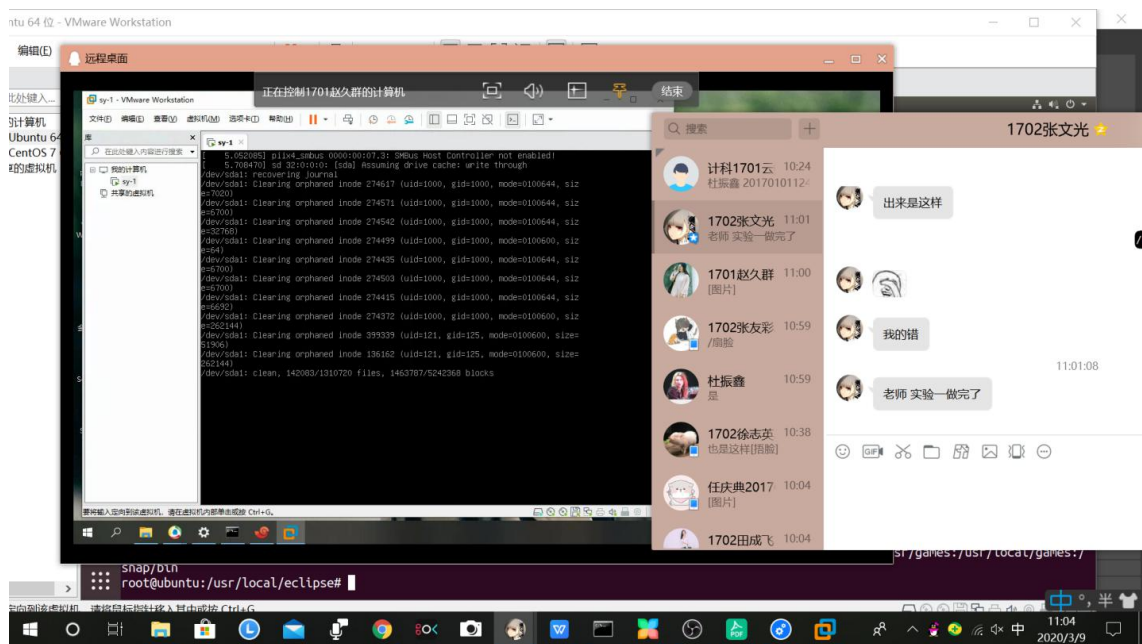 ntu 64 位 - VMware Workstation
编辑(E)
远程桌面
此处键入...
的计算机
Ubuntu 64
CentOS 7
享的虚拟机
正在控制1701赵久群的计算机
结束
sy-1 - VMware Workstation
文件(F) 编辑(E) 查看(V) 虚拟机(M) 选项卡(T) 帮助(H)
库
在此处键入内容进行搜索
我的计算机
sy-1
共享的虚拟机
sy-1
[ 5.052085] piix4_smbus 0000:00:07.3: SMBus Host Controller not enabled!
[ 5.708470] sd 32:0:0:0: [sda] Assuming drive cache: write through
/dev/sda1: recovering journal
/dev/sda1: Clearing orphaned inode 274617 (uid=1000, gid=1000, mode=0100644, siz
e=7020)
/dev/sda1: Clearing orphaned inode 274571 (uid=1000, gid=1000, mode=0100644, siz
e=6700)
/dev/sda1: Clearing orphaned inode 274542 (uid=1000, gid=1000, mode=0100644, siz
e=32768)
/dev/sda1: Clearing orphaned inode 274499 (uid=1000, gid=1000, mode=0100600, siz
e=64)
/dev/sda1: Clearing orphaned inode 274435 (uid=1000, gid=1000, mode=0100644, siz
e=6700)
/dev/sda1: Clearing orphaned inode 274503 (uid=1000, gid=1000, mode=0100644, siz
e=6700)
/dev/sda1: Clearing orphaned inode 274415 (uid=1000, gid=1000, mode=0100644, siz
e=6692)
/dev/sda1: Clearing orphaned inode 274372 (uid=1000, gid=1000, mode=0100600, siz
e=262144)
/dev/sda1: Clearing orphaned inode 399339 (uid=121, gid=125, mode=0100600, size=
51906)
/dev/sda1: Clearing orphaned inode 136162 (uid=121, gid=125, mode=0100600, size=
262144)
/dev/sda1: clean, 142083/1310720 files, 1463787/5242368 blocks
要将输入定向到该虚拟机，请在虚拟机内部单击或按 Ctrl+G。
搜索
计科1701云 10:24
杜振鑫 2017010112
1702张文光 11:01
老师 实验一做完了
1701赵久群 11:00
[图片]
1702张友彩 10:59
/扇脸
杜振鑫 10:59
是
1702徐志英 10:38
也是这样[捂脸]
任庆典2017 10:04
[图片]
1702田成飞 10:04
1702张文光
出来是这样
我的错
11:01:08
老师 实验一做完了
GIF
sr/games:/usr/local/games:/
snap/bin
root@ubuntu:/usr/local/eclipse#
定向到该虚拟机，请将鼠标指针移入其中或按 Ctrl+G
中 °, 半
中
11:04
2020/3/9